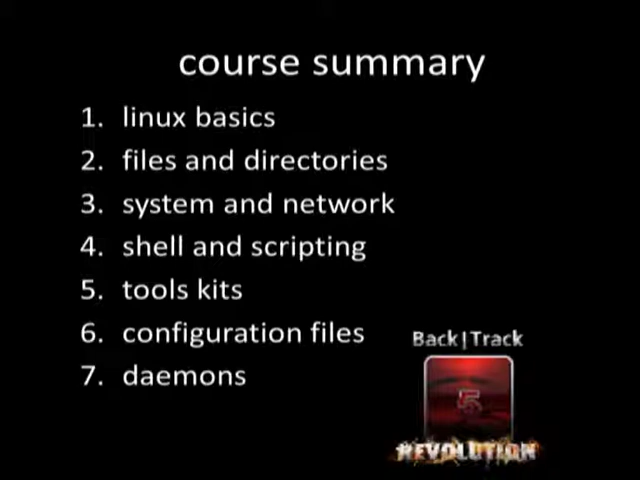 course summary
1. linux basics
2. files and directories
3. system and network
4. shell and scripting
5. tools kits
6. configuration files
7. daemons
Back|Track
5
REVOLUTION